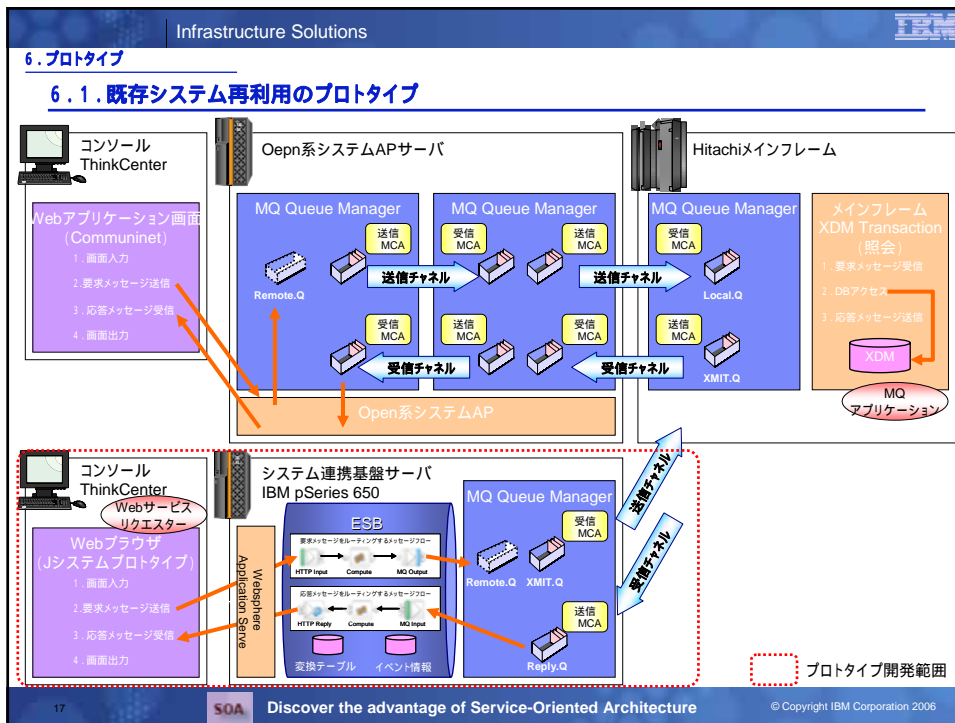 Infrastructure Solutions
IBM
6．プロトタイプ
6．1．既存システム再利用のプロトタイプ
コンソール
ThinkCenter
Webアプリケーション画面
(Communinet)
1．画面入力
2.要求メッセージ送信
3．応答メッセージ受信
4．画面出力
Oepn系システムAPサーバ
MQ Queue Manager
送信
MCA
Remote.Q
送信チャネル
受信
MCA
受信チャネル
MQ Queue Manager
受信
MCA
送信
MCA
送信チャネル
送信
MCA
受信
MCA
受信チャネル
Open系システムAP
Hitachiメインフレーム
MQ Queue Manager
受信
MCA
Local.Q
送信
MCA
XMIT.Q
メインフレーム
XDM Transaction
(照会)
1．要求メッセージ受信
2．DBアクセス
3．応答メッセージ送信
XDM
MQ
アプリケーション
コンソール
ThinkCenter
Webサービス
リクエスター
Webブラウザ
(Jシステムプロトタイプ)
1．画面入力
2.要求メッセージ送信
3．応答メッセージ受信
4．画面出力
システム連携基盤サーバ
IBM pSeries 650
Websphere
Application Serve
ESB
要求メッセージをルーティングするメッセージフロー
HTTP Input
Compute
MQ Output
応答メッセージをルーティングするメッセージフロー
HTTP Reply
Compute
MQ Input
変換テーブル
イベント情報
MQ Queue Manager
受信
MCA
Remote.Q
XMIT.Q
送信
MCA
Reply.Q
送信チャネル
受信チャネル
プロトタイプ開発範囲
17
SOA
Discover the advantage of Service-Oriented Architecture
© Copyright IBM Corporation 2006